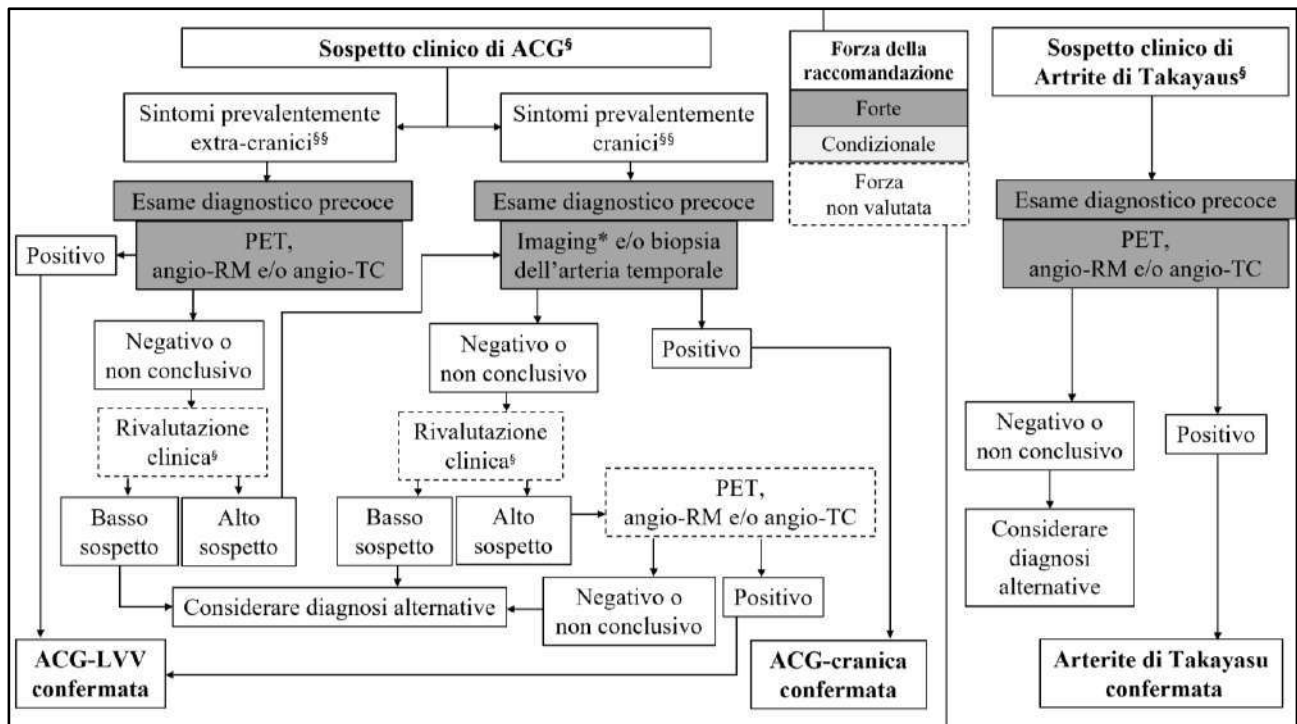 Sospetto clinico di ACG§
Sintomi prevalentemente
extra-cranici§§
Sintomi prevalentemente
cranici§§
Esame diagnostico precoce
PET,
angio-RM e/o angio-TC
Esame diagnostico precoce
Imaging* e/o biopsia
dell'arteria temporale
Positivo
Negativo o
non conclusivo
Negativo o
non conclusivo
Positivo
Rivalutazione
clinica§
Rivalutazione
clinica§
Basso
sospetto
Alto
sospetto
Basso
sospetto
Alto
sospetto
PET,
angio-RM e/o angio-TC
Considerare diagnosi alternative
Negativo o
non conclusivo
Positivo
ACG-LVV
confermata
ACG-cranica
confermata
Forza della
raccomandazione
Forte
Condizionale
Forza
non valutata
Sospetto clinico di
Artrite di Takayaus§
Esame diagnostico precoce
PET,
angio-RM e/o angio-TC
Negativo o
non conclusivo
Positivo
Considerare
diagnosi
alternative
Arterite di Takayasu
confermata